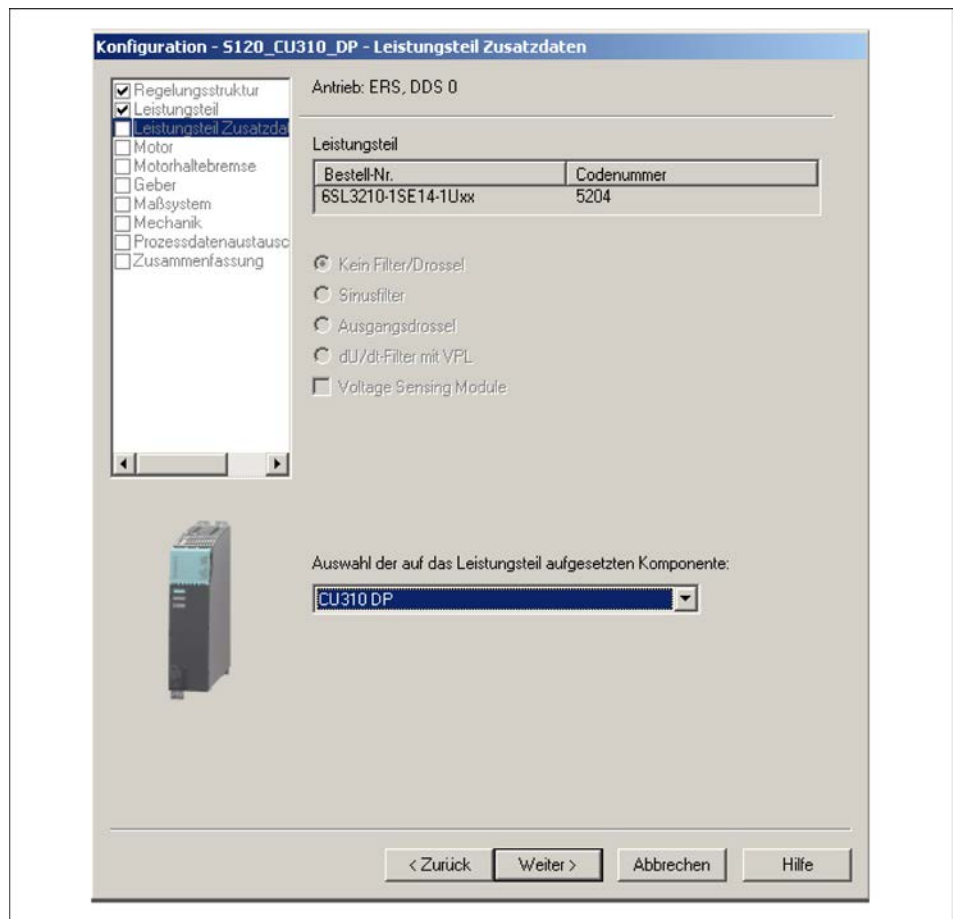 Konfiguration - S120_CU310_DP - Leistungsteil Zusatzdaten
Regelungsstruktur
Leistungsteil
Leistungsteil Zusatzdat
Motor
Motorhaltebremse
Geber
Maßsystem
Mechanik
Prozessdatenaustausc
Zusammenfassung
Antrieb: ERS, DDS 0
Leistungsteil
Bestell-Nr. Codenummer
6SL3210-1SE14-1Uxx 5204
Kein Filter/Drossel
Sinusfilter
Ausgangsdrossel
dU/dt-Filter mit VPL
Voltage Sensing Module
Auswahl der auf das Leistungsteil aufgesetzten Komponente:
CU310 DP
< Zurück Weiter > Abbrechen Hilfe